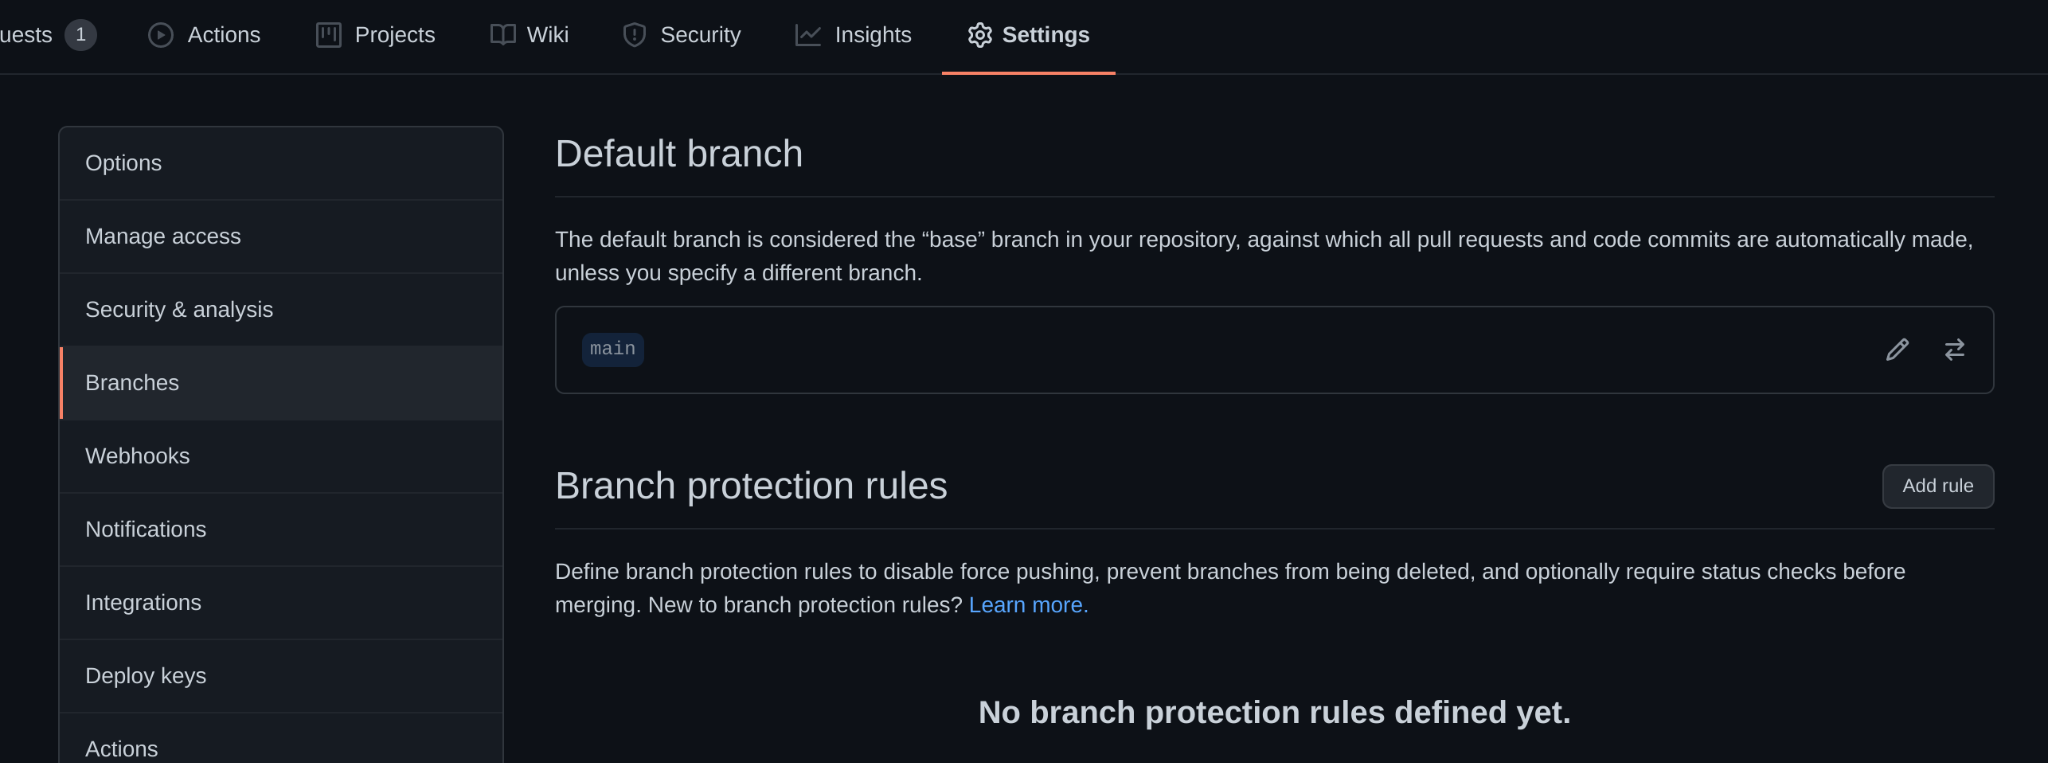 uests 1 Actions Projects Wiki Security Insights Settings
Options
Manage access
Security & analysis
Branches
Webhooks
Notifications
Integrations
Deploy keys
Actions
Default branch
The default branch is considered the “base” branch in your repository, against which all pull requests and code commits are automatically made,
unless you specify a different branch.
main
Branch protection rules
Add rule
Define branch protection rules to disable force pushing, prevent branches from being deleted, and optionally require status checks before
merging. New to branch protection rules? Learn more.
No branch protection rules defined yet.